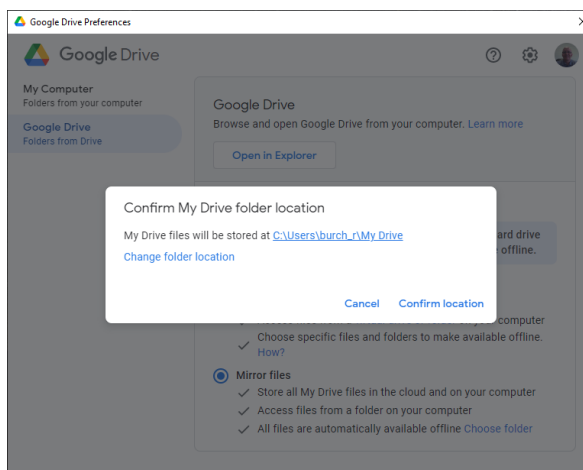 Google Drive Preferences
Google Drive
My Computer
Folders from your computer
Google Drive
Folders from Drive
Google Drive
Browse and open Google Drive from your computer. Learn more
Open in Explorer
Confirm My Drive folder location
My Drive files will be stored at C:\Users\burch_r\My Drive
Change folder location
Cancel Confirm location
ard drive
offline.
computer
Choose specific files and folders to make available offline.
How?
Mirror files
Store all My Drive files in the cloud and on your computer
Access files from a folder on your computer
All files are automatically available offline Choose folder